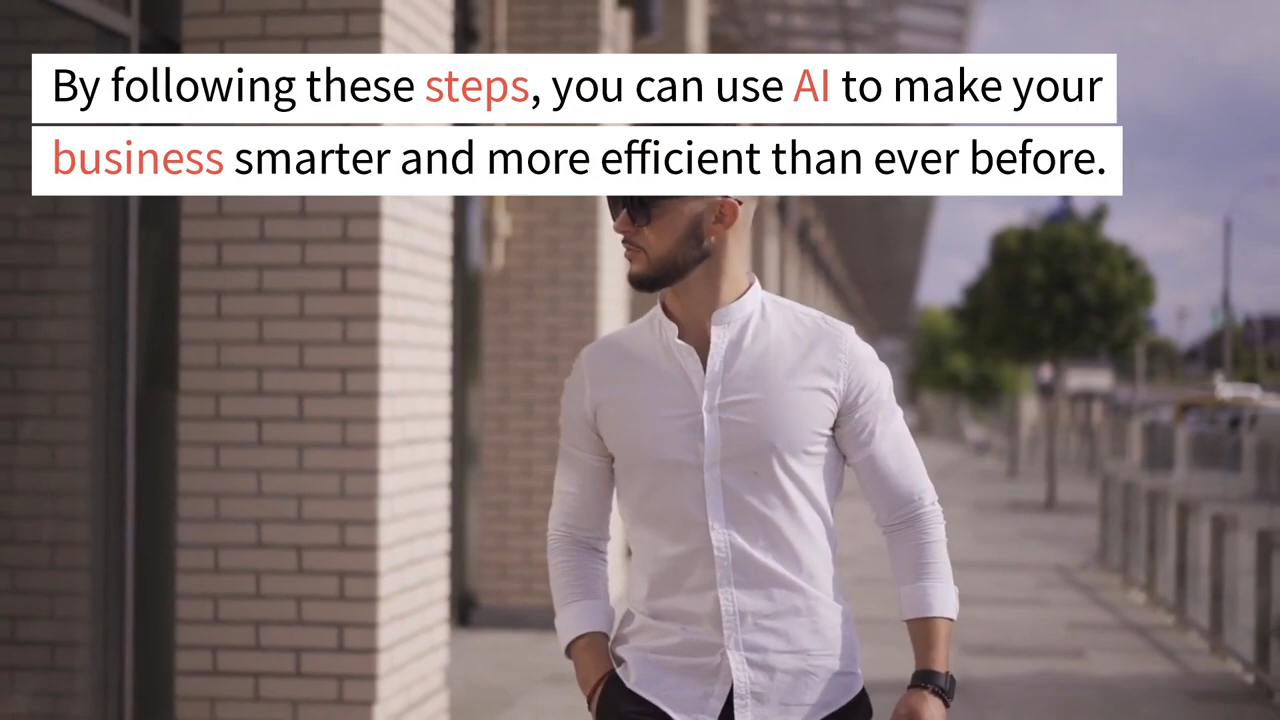 By following these steps, you can use AI to make your
business smarter and more efficient than ever before.